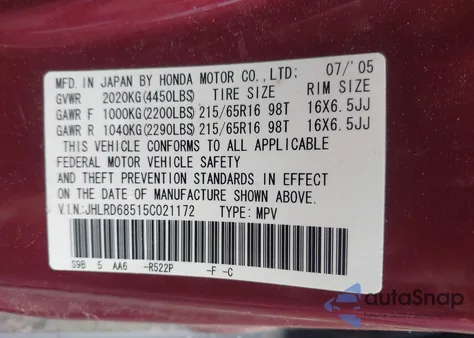 MFD. IN JAPAN BY HONDA MOTOR CO.,LTD; 07/'05
GVWR 2020KG(4450LBS) TIRE SIZE RIM SIZE
GAWR F 1000KG(2200LBS) 215/65R16 98T 16X6.5JJ
GAWR R 1040KG(2290LBS) 215/65R16 98T 16X6.5JJ
THIS VEHICLE CONFORMS TO ALL APPLICABLE
FEDERAL MOTOR VEHICLE SAFETY
AND THEFT PREVENTION STANDARDS IN EFFECT
ON THE DATE OF MANUFACTURE SHOWN ABOVE.
V.I.N:JHLRD68515C021172 TYPE: MPV
S9B 5 AA6 -R522P -F -C
autoSnap